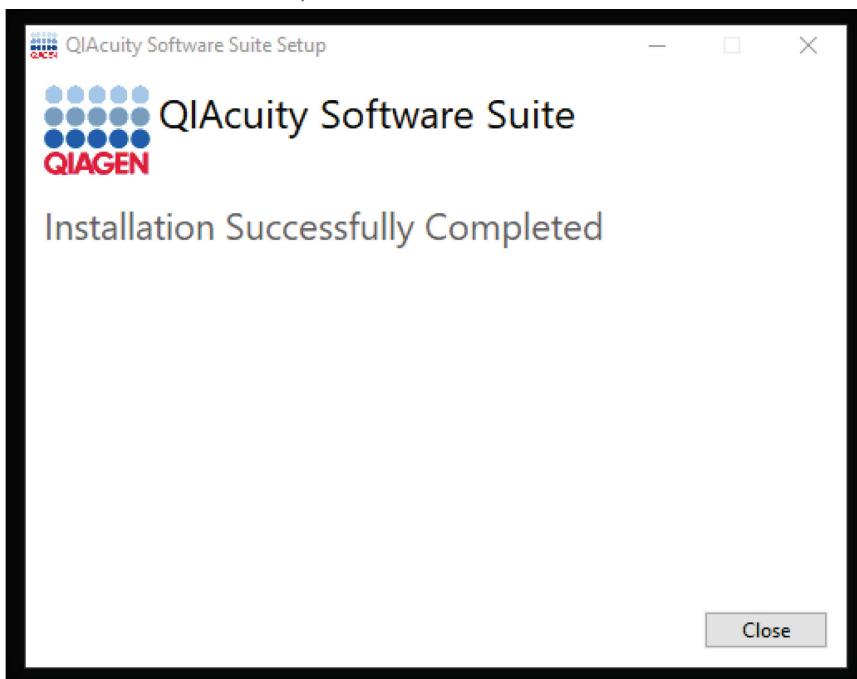 QIAcuity Software Suite Setup
QIAcuity Software Suite
QIAGEN
Installation Successfully Completed
Close